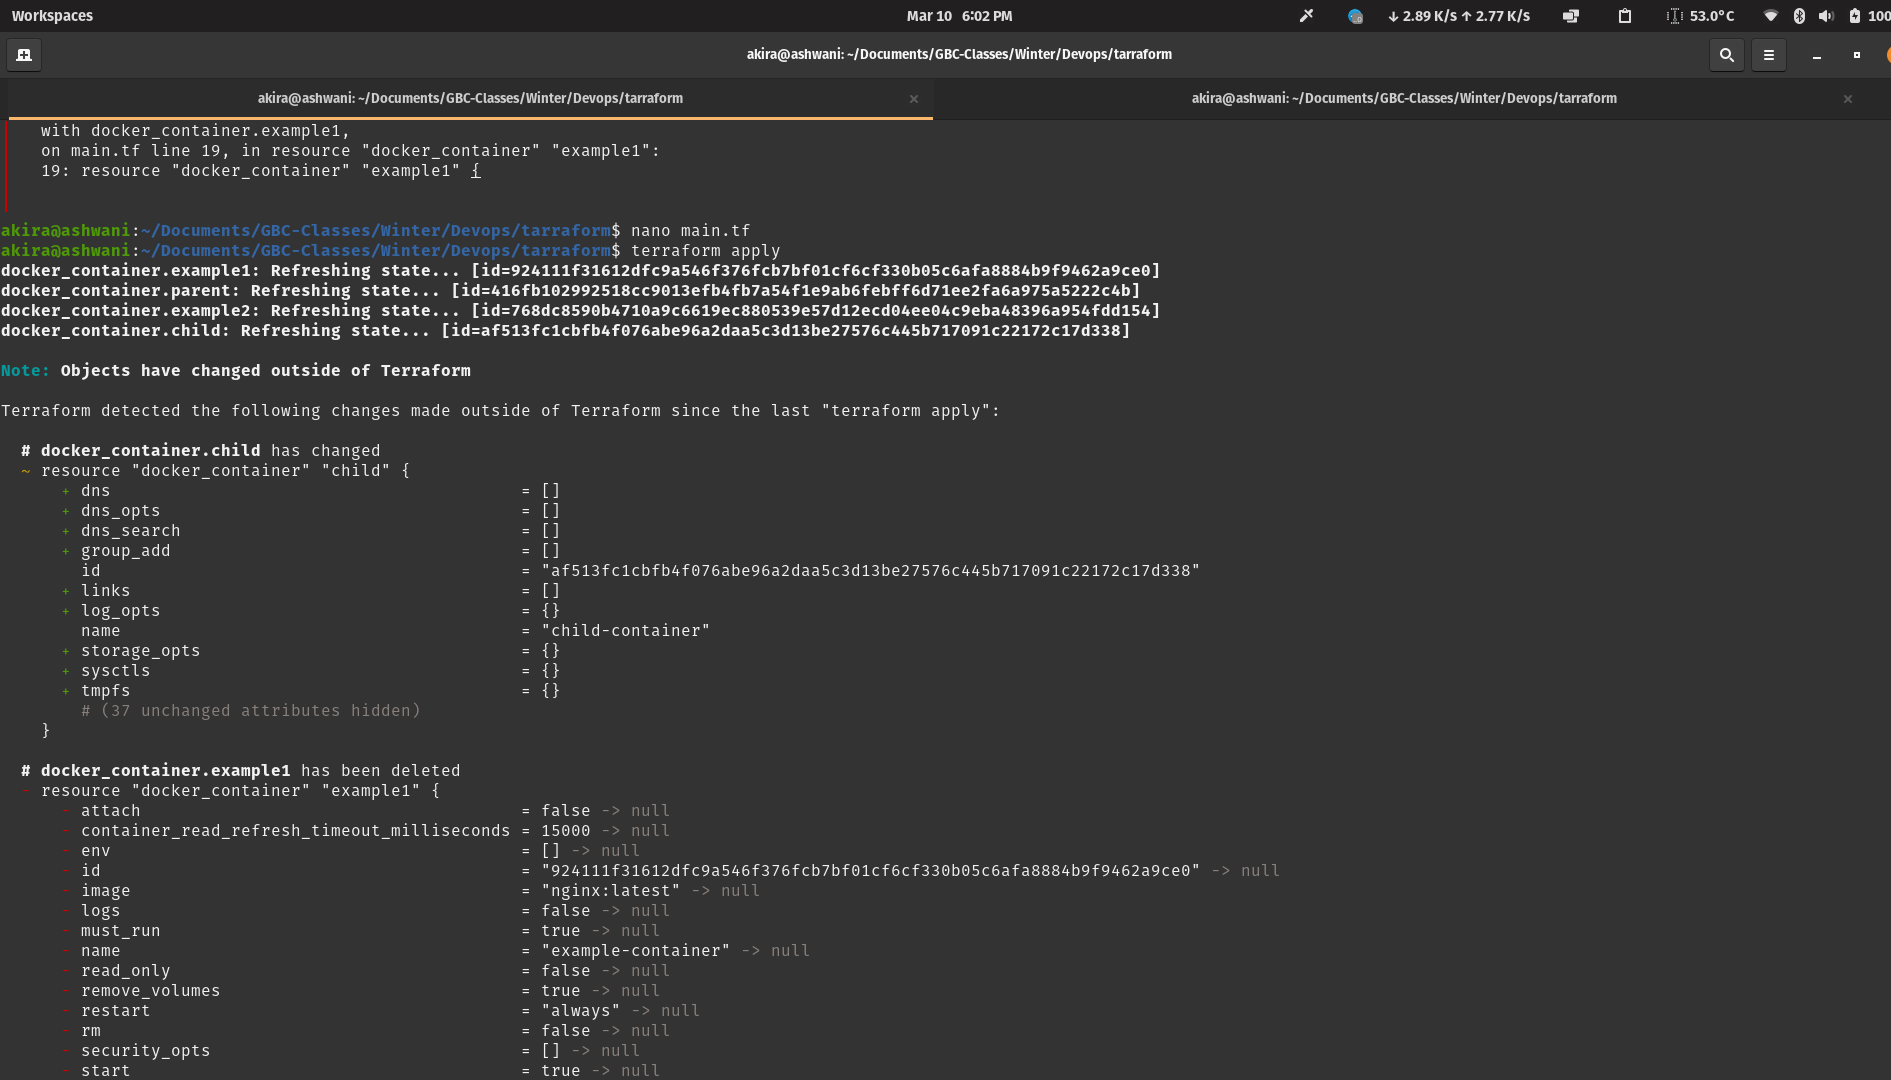 Workspaces
Mar 10 6:02 PM
↓ 2.89 K/s ↑ 2.77 K/s
53.0°C
100
akira@ashwani: ~/Documents/GBC-Classes/Winter/Devops/tarraform
akira@ashwani: ~/Documents/GBC-Classes/Winter/Devops/tarraform ×
akira@ashwani: ~/Documents/GBC-Classes/Winter/Devops/tarraform ×
with docker_container.example1,
on main.tf line 19, in resource "docker_container" "example1":
19: resource "docker_container" "example1" {
akira@ashwani:~/Documents/GBC-Classes/Winter/Devops/tarraform$ nano main.tf
akira@ashwani:~/Documents/GBC-Classes/Winter/Devops/tarraform$ terraform apply
docker_container.example1: Refreshing state... [id=924111f31612dfc9a546f376fcb7bf01cf6cf330b05c6afa8884b9f9462a9ce0]
docker_container.parent: Refreshing state... [id=416fb102992518cc9013efb4fb7a54f1e9ab6febff6d71ee2fa6a975a5222c4b]
docker_container.example2: Refreshing state... [id=768dc8590b4710a9c6619ec880539e57d12ecd04ee04c9eba48396a954fdd154]
docker_container.child: Refreshing state... [id=af513fc1cbfb4f076abe96a2daa5c3d13be27576c445b717091c22172c17d338]
Note: Objects have changed outside of Terraform
Terraform detected the following changes made outside of Terraform since the last "terraform apply":
# docker_container.child has changed
~ resource "docker_container" "child" {
+ dns = []
+ dns_opts = []
+ dns_search = []
+ group_add = []
id = "af513fc1cbfb4f076abe96a2daa5c3d13be27576c445b717091c22172c17d338"
+ links = []
+ log_opts = {}
name = "child-container"
+ storage_opts = {}
+ sysctls = {}
+ tmpfs = {}
# (37 unchanged attributes hidden)
}
# docker_container.example1 has been deleted
- resource "docker_container" "example1" {
- attach = false -> null
- container_read_refresh_timeout_milliseconds = 15000 -> null
- env = [] -> null
- id = "924111f31612dfc9a546f376fcb7bf01cf6cf330b05c6afa8884b9f9462a9ce0" -> null
- image = "nginx:latest" -> null
- logs = false -> null
- must_run = true -> null
- name = "example-container" -> null
- read_only = false -> null
- remove_volumes = true -> null
- restart = "always" -> null
- rm = false -> null
- security_opts = [] -> null
- start = true -> null